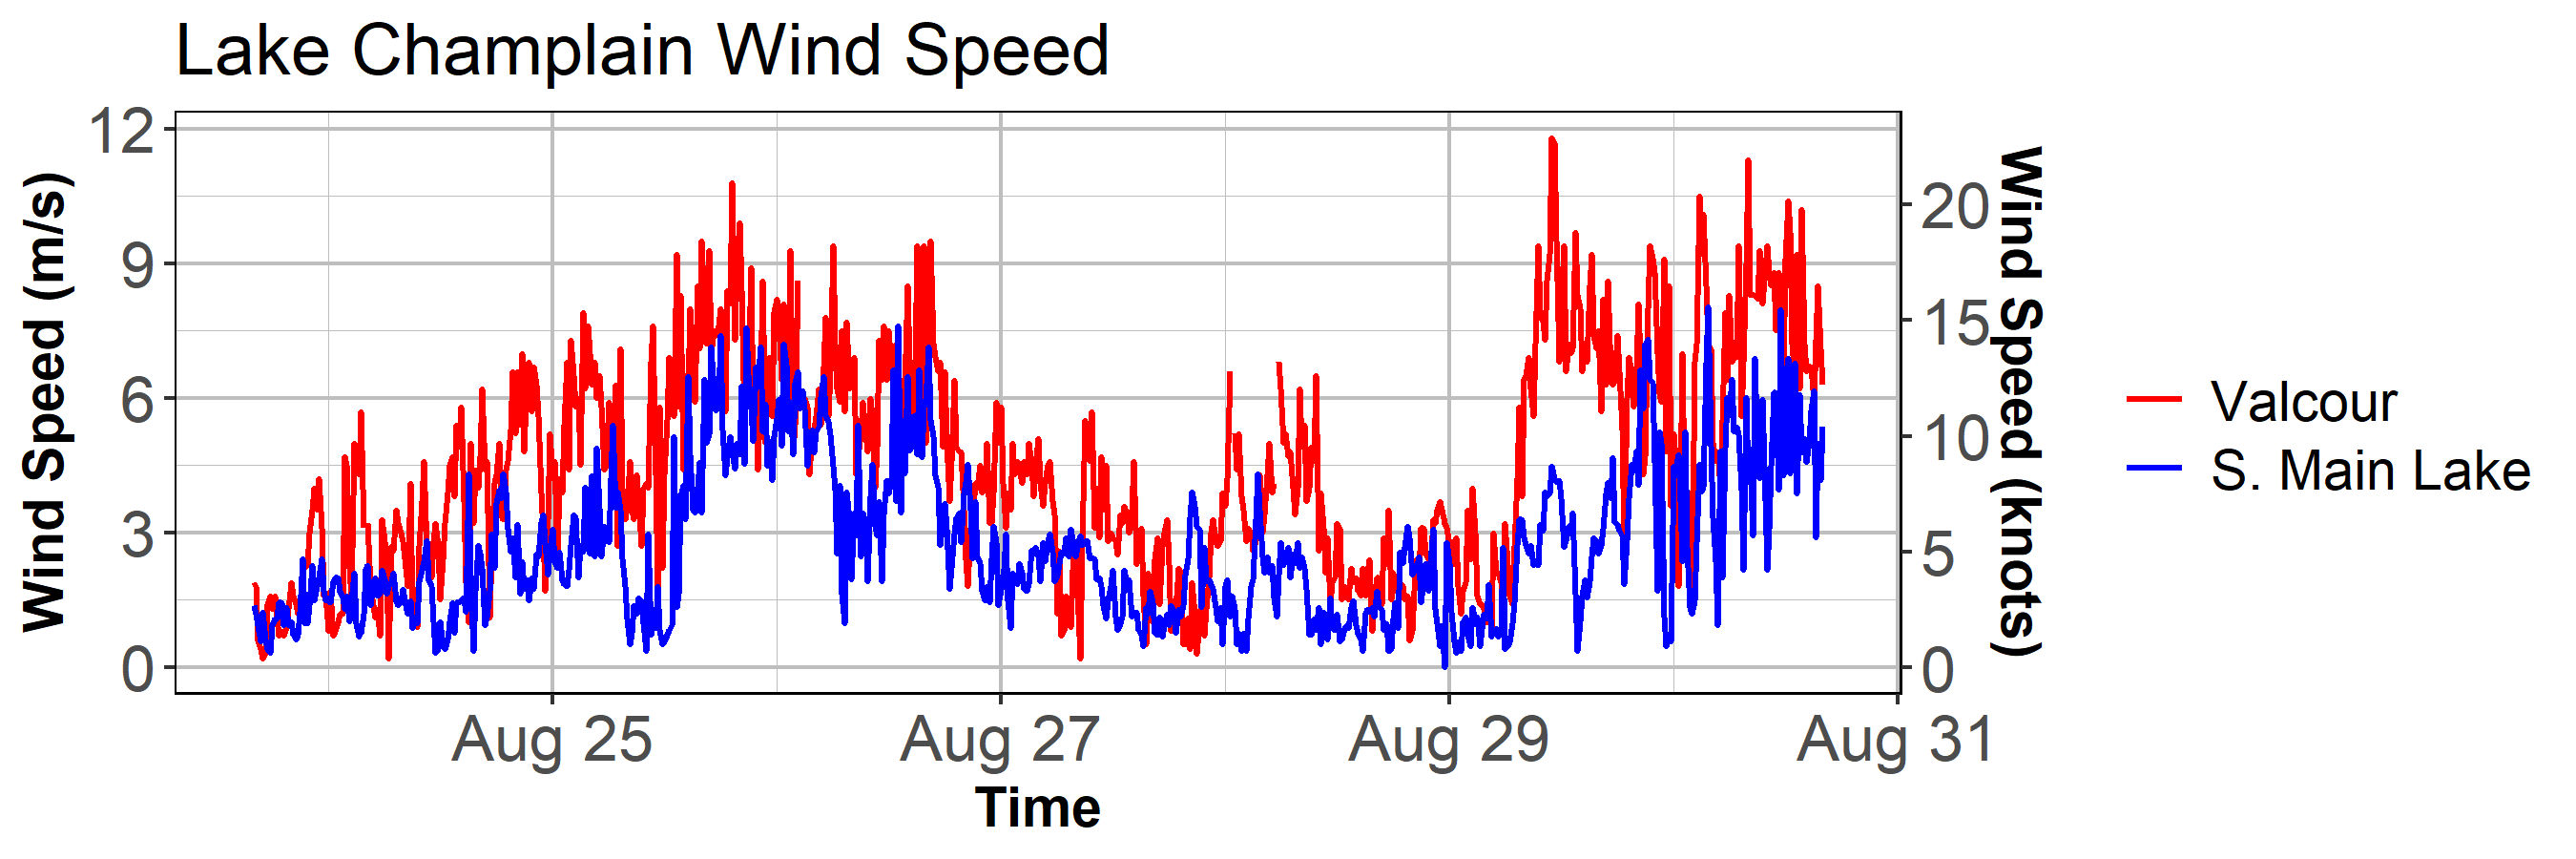 Lake Champlain Wind Speed
Wind Speed (m/s)
12
9
6
3
0
20
15
10
5
0
Wind Speed (knots)
Aug 25
Aug 27
Aug 29
Aug 31
Time
Valcour
S. Main Lake